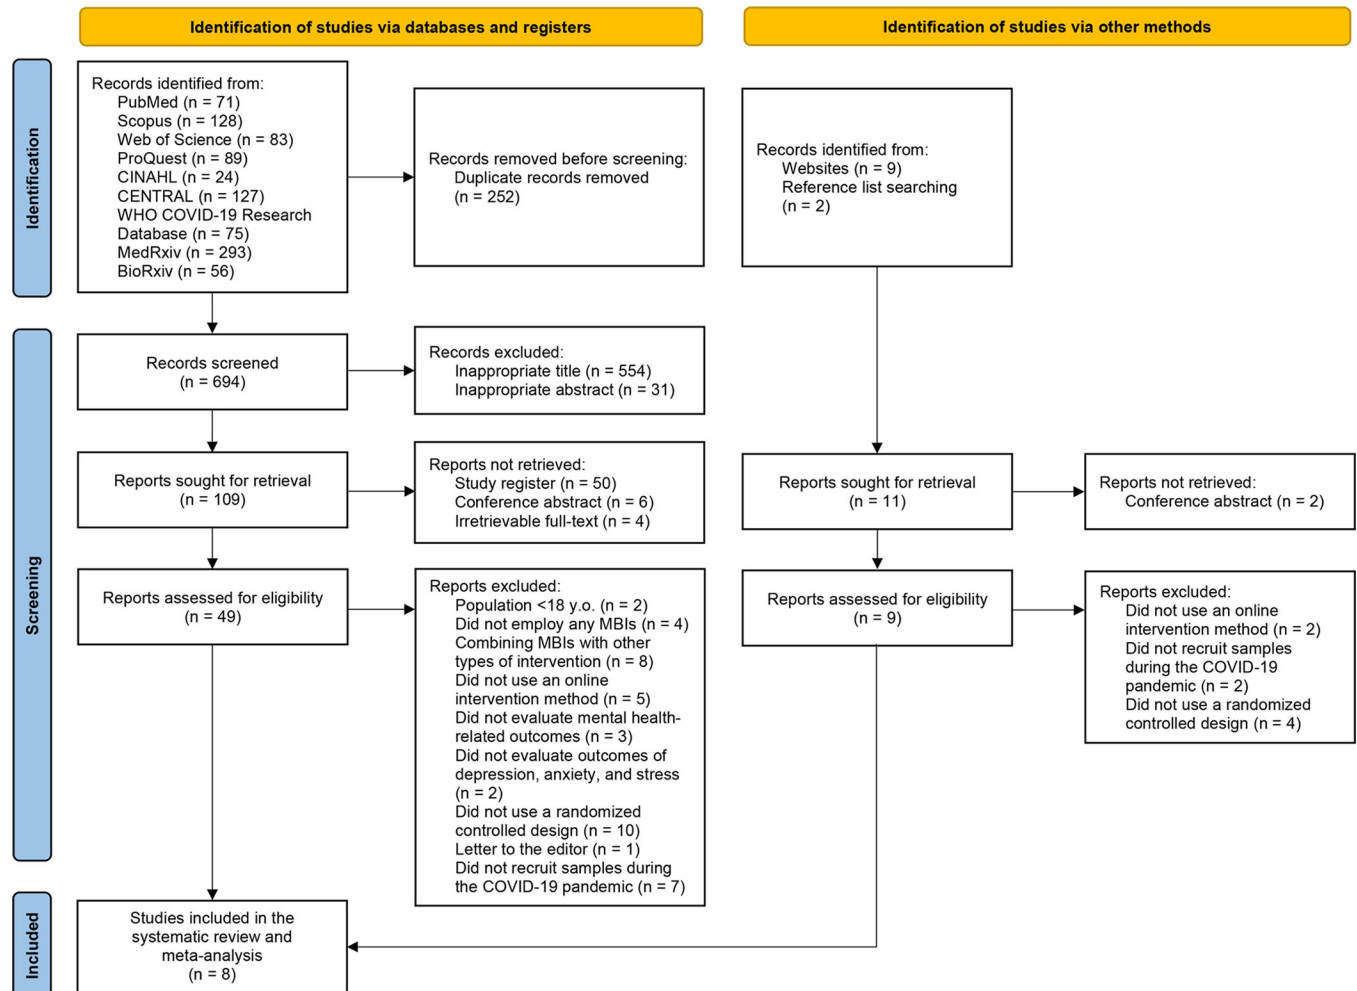 Identification of studies via databases and registers
Identification of studies via other methods
Identification
Records identified from:
PubMed (n = 71)
Scopus (n = 128)
Web of Science (n = 83)
ProQuest (n = 89)
CINAHL (n = 24)
CENTRAL (n = 127)
WHO COVID-19 Research
Database (n = 75)
MedRxiv (n = 293)
BioRxiv (n = 56)
Records removed before screening:
Duplicate records removed
(n = 252)
Records identified from:
Websites (n = 9)
Reference list searching
(n = 2)
Screening
Records screened
(n = 694)
Records excluded:
Inappropriate title (n = 554)
Inappropriate abstract (n = 31)
Reports sought for retrieval
(n = 109)
Reports not retrieved:
Study register (n = 50)
Conference abstract (n = 6)
Irretrievable full-text (n = 4)
Reports sought for retrieval
(n = 11)
Reports not retrieved:
Conference abstract (n = 2)
Reports assessed for eligibility
(n = 49)
Reports excluded:
Population <18 y.o. (n = 2)
Did not employ any MBIs (n = 4)
Combining MBIs with other
types of intervention (n = 8)
Did not use an online
intervention method (n = 5)
Did not evaluate mental health-
related outcomes (n = 3)
Did not evaluate outcomes of
depression, anxiety, and stress
(n = 2)
Did not use a randomized
controlled design (n = 10)
Letter to the editor (n = 1)
Did not recruit samples during
the COVID-19 pandemic (n = 7)
Reports assessed for eligibility
(n = 9)
Reports excluded:
Did not use an online
intervention method (n = 2)
Did not recruit samples
during the COVID-19
pandemic (n = 2)
Did not use a randomized
controlled design (n = 4)
Included
Studies included in the
systematic review and
meta-analysis
(n = 8)